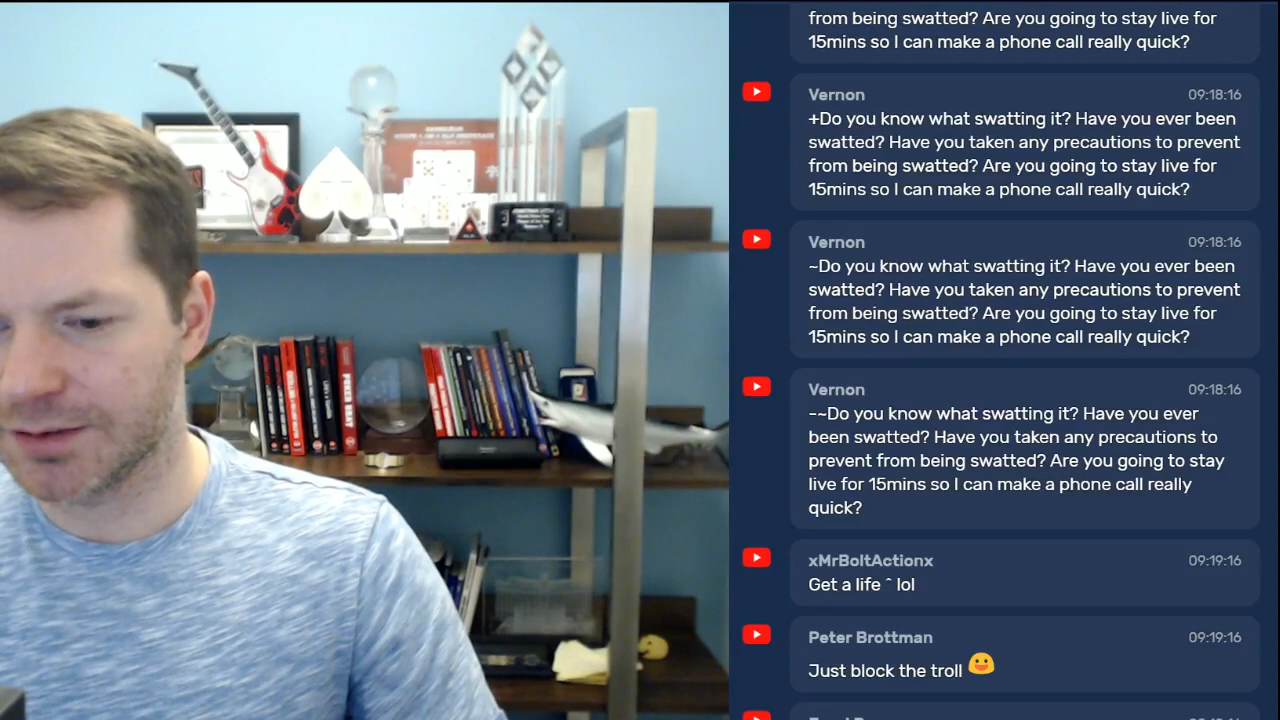 from being swatted? Are you going to stay live for
15mins so I can make a phone call really quick?
Vernon 09:18:16
+Do you know what swatting it? Have you ever been
swatted? Have you taken any precautions to prevent
from being swatted? Are you going to stay live for
15mins so I can make a phone call really quick?
Vernon 09:18:16
~Do you know what swatting it? Have you ever been
swatted? Have you taken any precautions to prevent
from being swatted? Are you going to stay live for
15mins so I can make a phone call really quick?
Vernon 09:18:16
-~Do you know what swatting it? Have you ever
been swatted? Have you taken any precautions to
prevent from being swatted? Are you going to stay
live for 15mins so I can make a phone call really
quick?
xMrBoltActionx 09:19:16
Get a life ^ lol
Peter Brottman 09:19:16
Just block the troll 😃